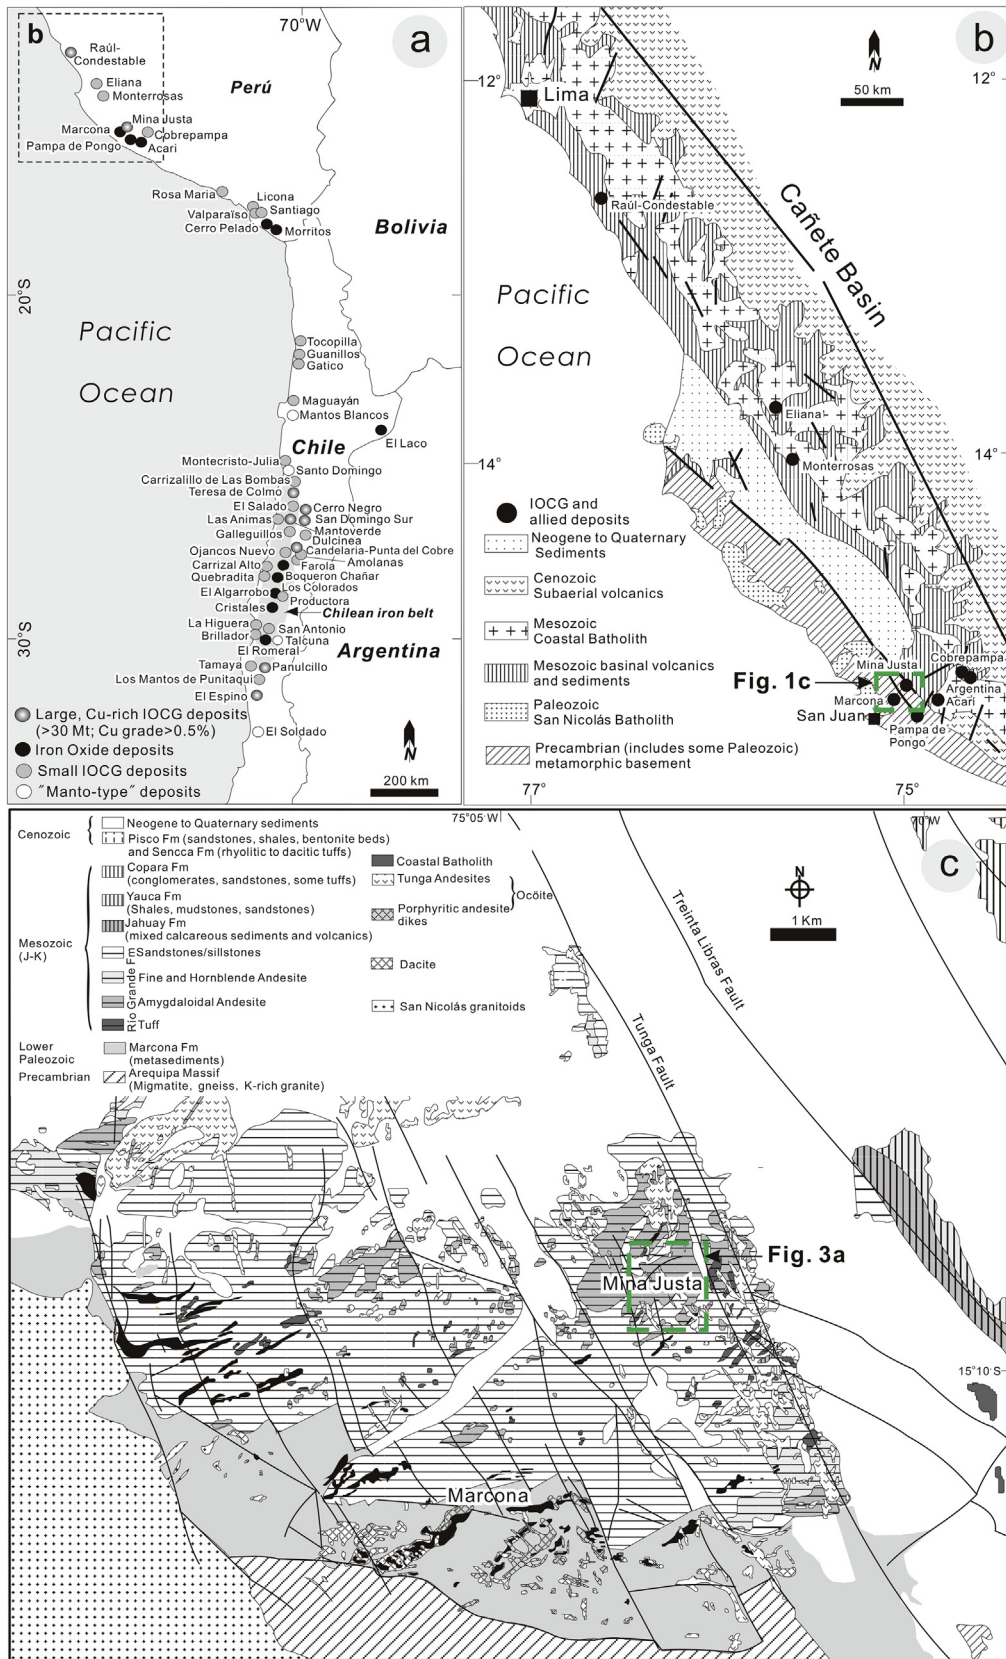 70°W
a
b
Raúl-
Condestable
Eliana
Monterrosas
Perú
Mina Justa
Marcona
Cobrepampa
Pampa de Pongo
Acari
Rosa Maria
Licona
Valparaíso
Santiago
Cerro Pelado
Morritos
Bolivia
20°S
Pacific
Ocean
Tocopilla
Guanillos
Gatico
Maguayán
Mantos Blancos
El Laco
Chile
Montecristo-Julia
Santo Domingo
Carrizalillo de Las Bombas
Teresa de Colmo
El Salado
Cerro Negro
Las Animas
San Domingo Sur
Galleguillos
Mantoverde
Dulcinea
Ojancos Nuevo
Candelaria-Punta del Cobre
Amolanas
Carrizal Alto
Farola
Quebradita
Boqueron Chañar
El Algarrobo
Los Colorados
Productora
Cristales
Chilean iron belt
La Higuera
San Antonio
Brillador
Talcuna
El Romeral
30°S
Argentina
Tamaya
Panulcillo
Los Mantos de Punitaqui
El Espino
El Soldado
Large, Cu-rich IOCG deposits
(>30 Mt; Cu grade>0.5%)
Iron Oxide deposits
Small IOCG deposits
"Manto-type" deposits
N
200 km
b
N
50 km
12°
12°
Lima
Raúl-Condestable
Cañete Basin
Pacific
Ocean
Eliana
Monterrosas
14°
14°
IOCG and
allied deposits
Neogene to Quaternary
Sediments
Cenozoic
Subaerial volcanics
Mesozoic
Coastal Batholith
Mesozoic basinal volcanics
and sediments
Paleozoic
San Nicolás Batholith
Precambrian (includes some Paleozoic)
metamorphic basement
Fig. 1c
Mina Justa
Cobrepampa
Argentina
Marcona
Acari
San Juan
Pampa de
Pongo
77°
75°
75°05′W
70°W
c
N
1 Km
Cenozoic
Neogene to Quaternary sediments
Pisco Fm (sandstones, shales, bentonite beds)
and Sencca Fm (rhyolitic to dacitic tuffs)
Mesozoic
(J-K)
Copara Fm
(conglomerates, sandstones, some tuffs)
Yauca Fm
(Shales, mudstones, sandstones)
Jahuay Fm
(mixed calcareous sediments and volcanics)
Río Grande F
Sandstones/sillstones
Fine and Hornblende Andesite
Amygdaloidal Andesite
Tuff
Lower
Paleozoic
Marcona Fm
(metasediments)
Precambrian
Arequipa Massif
(Migmatite, gneiss, K-rich granite)
Coastal Batholith
Tunga Andesites
Ocöite
Porphyritic andesite
dikes
Dacite
San Nicolás granitoids
Treinta Libras Fault
Tunga Fault
Fig. 3a
Mina Justa
15°10′S
Marcona